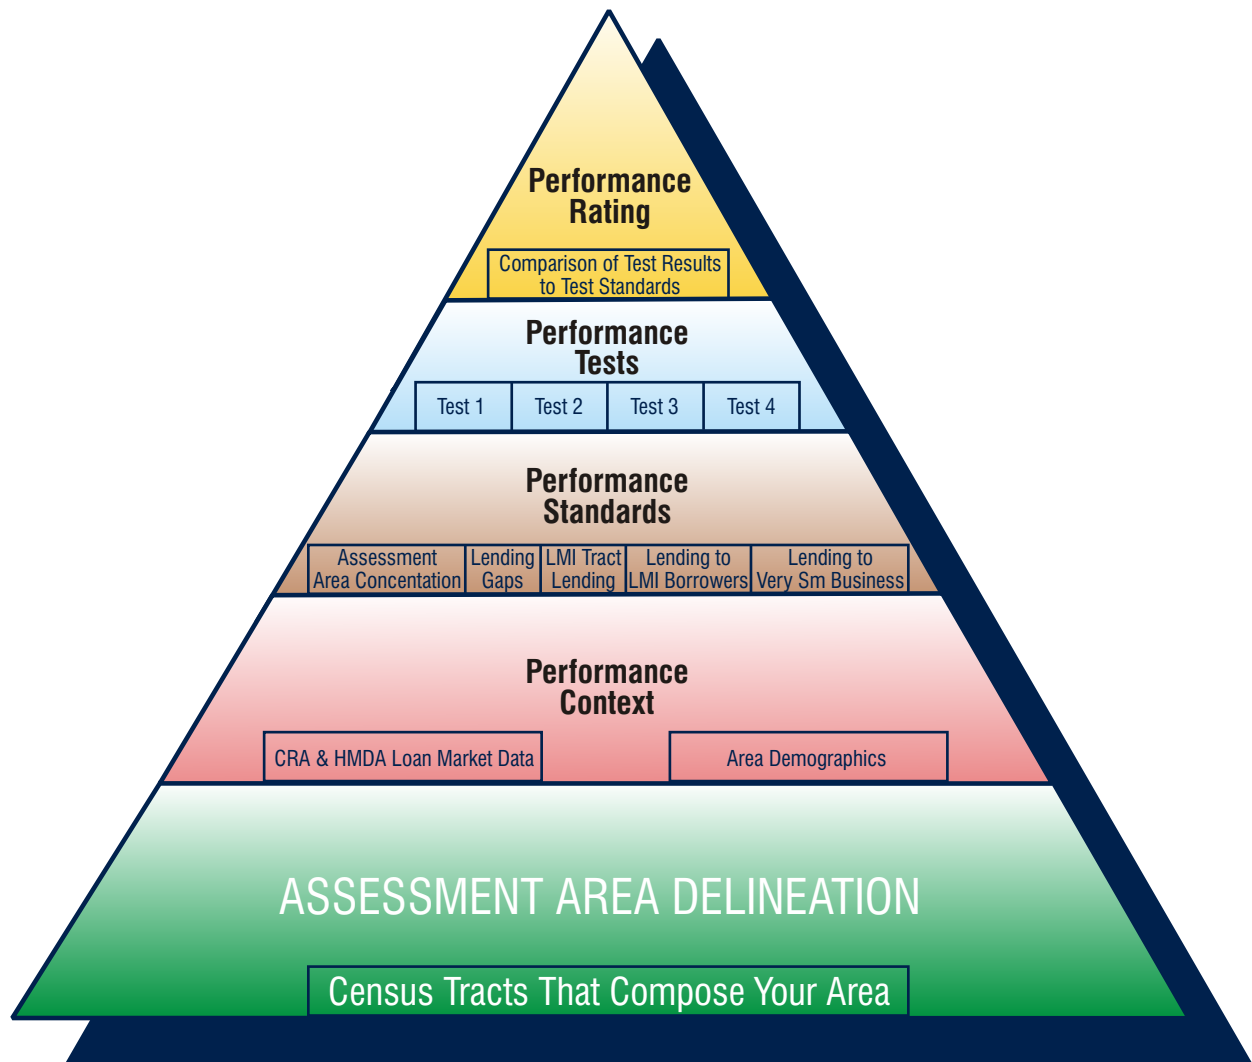 Performance
Rating
Comparison of Test Results
to Test Standards
Performance
Tests
Test 1
Test 2
Test 3
Test 4
Performance
Standards
Assessment
Area Concentation
Lending
Gaps
LMI Tract
Lending
Lending to
LMI Borrowers
Lending to
Very Sm Business
Performance
Context
CRA & HMDA Loan Market Data
Area Demographics
ASSESSMENT AREA DELINEATION
Census Tracts That Compose Your Area